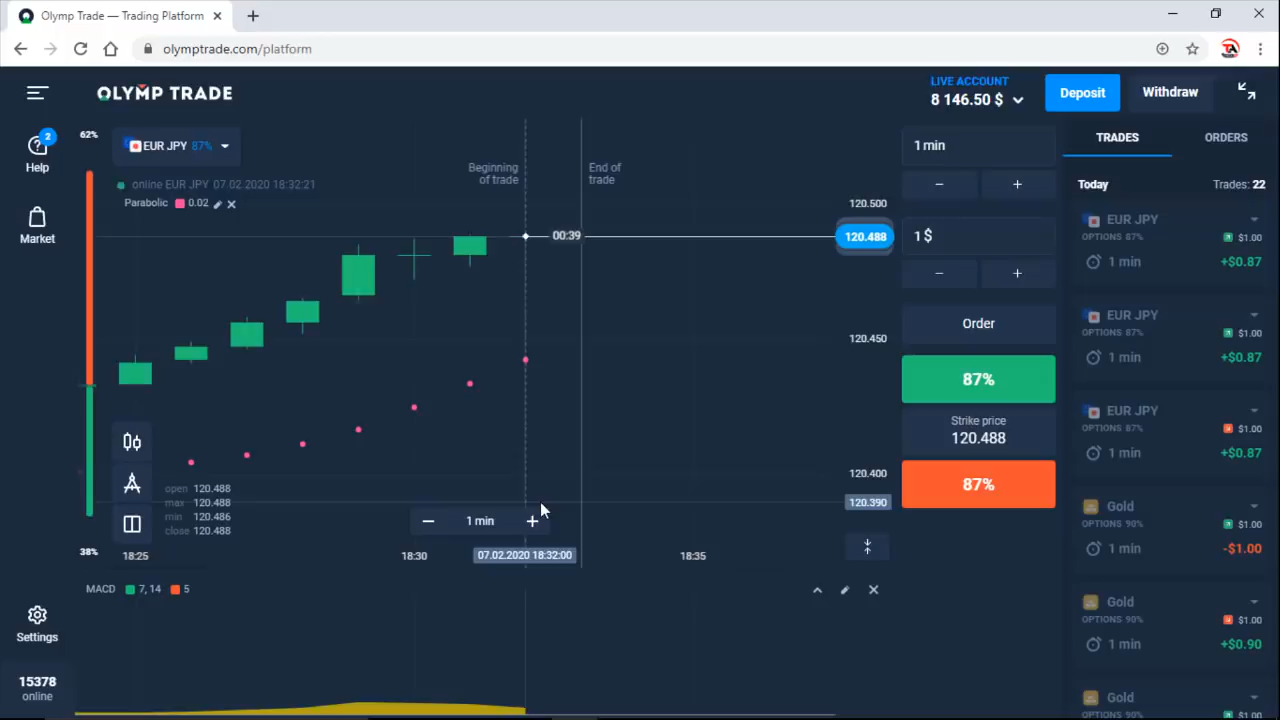 Olymp Trade — Trading Platform
olymptrade.com/platform
OLYMP TRADE
LIVE ACCOUNT
8 146.50 $
Deposit
Withdraw
2
Help
Market
Settings
15378
online
62%
38%
EUR JPY 87%
online EUR JPY 07.02.2020 18:32:21
Parabolic 0.02
Beginning
of trade
End of
trade
00:39
120.500
120.488
120.450
120.400
120.390
open 120.488
max 120.488
min 120.486
close 120.488
1 min
18:25
18:30
07.02.2020 18:32:00
18:35
MACD 7, 14 5
1 min
1 $
Order
87%
Strike price
120.488
87%
TRADES
ORDERS
Today
Trades: 22
EUR JPY
OPTIONS 87% $1.00
1 min +$0.87
EUR JPY
OPTIONS 87% $1.00
1 min +$0.87
EUR JPY
OPTIONS 87% $1.00
1 min +$0.87
Gold
OPTIONS 90% $1.00
1 min -$1.00
Gold
OPTIONS 90% $1.00
1 min +$0.90
Gold
OPTIONS 90% $1.00